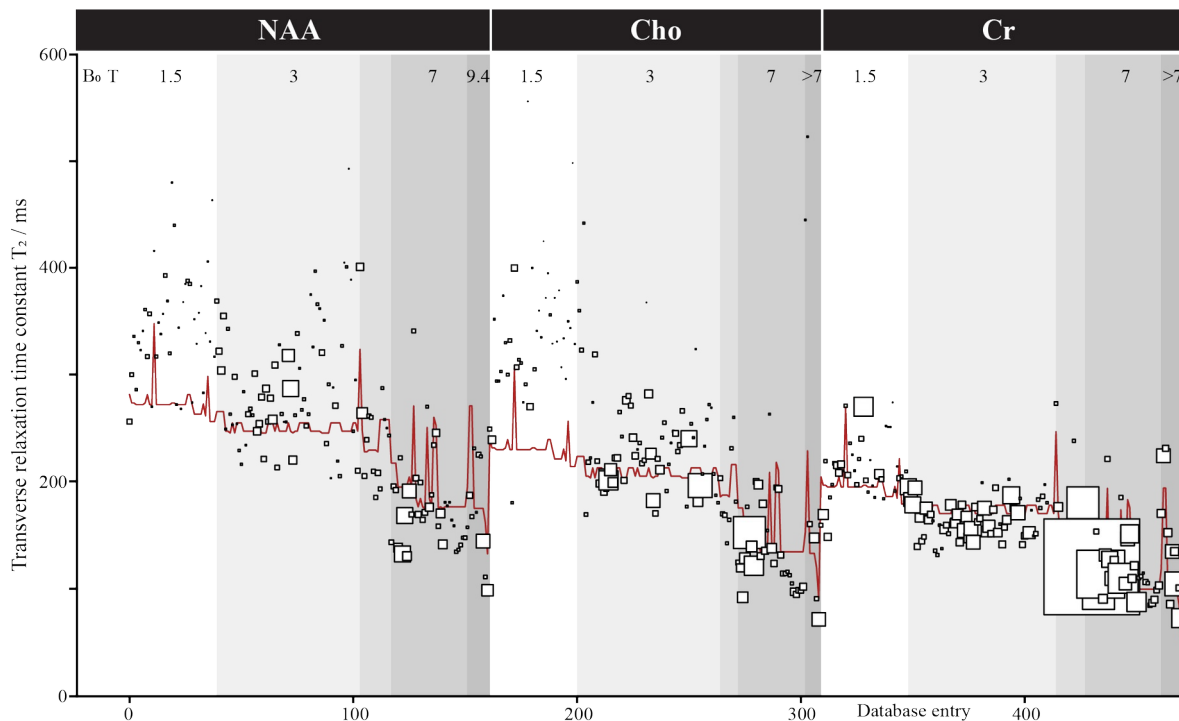 NAA Cho Cr
600
B₀ T 1.5 3 7 9.4 1.5 3 7 >7 1.5 3 7 >7
400
Transverse relaxation time constant T₂ / ms
200
0
0 100 200 300 Database entry 400